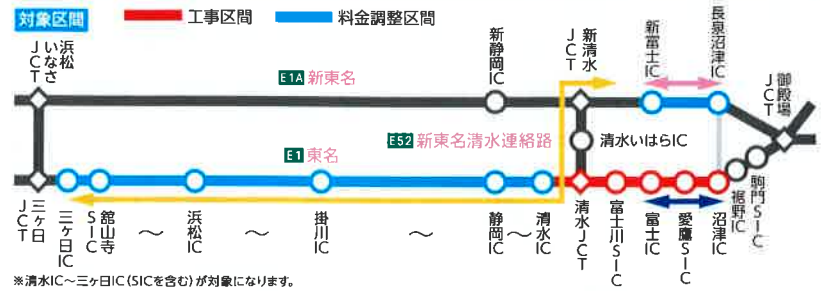 対象区間
工事区間
料金調整区間
浜松いなさJCT
新静岡IC
新清水JCT
新富士IC
長泉沼津IC
御殿場JCT
E1A 新東名
E52 新東名清水連絡路
清水いはらIC
E1 東名
三ヶ日JCT
三ヶ日IC
舘山寺SIC
～
浜松IC
～
掛川IC
～
静岡IC
～
清水IC
清水JCT
富士川SIC
富士IC
愛鷹SIC
沼津IC
裾野IC
駒門SIC
※清水IC～三ヶ日IC(SICを含む)が対象になります。